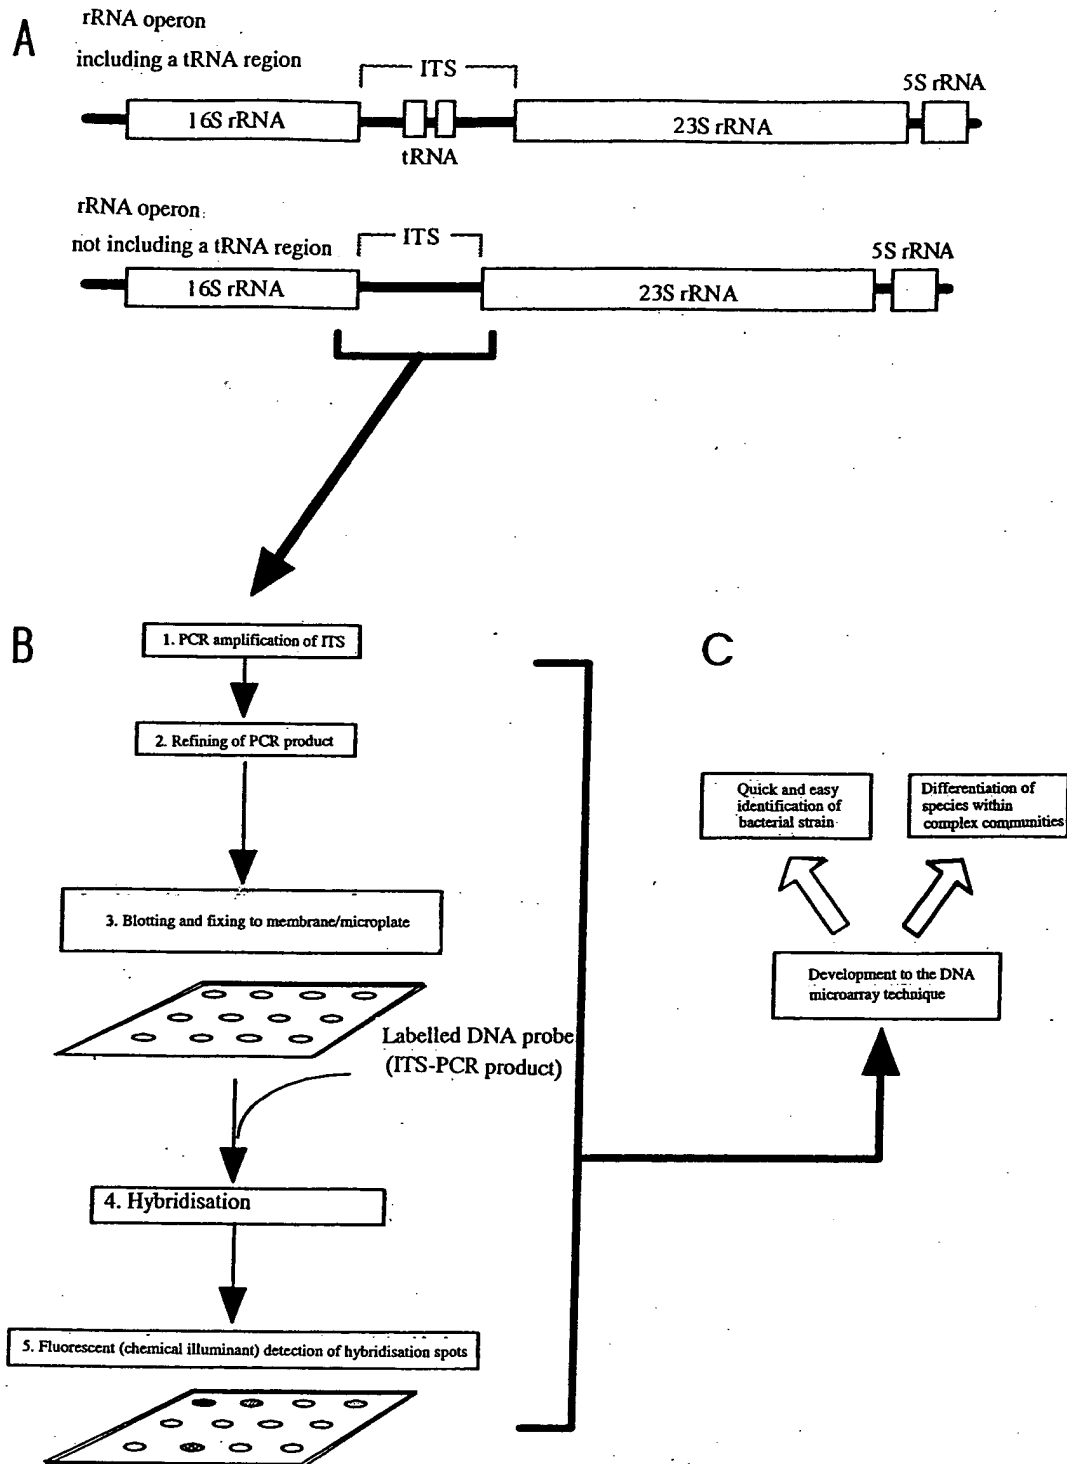 A
rRNA operon
including a tRNA region
ITS
5S rRNA
16S rRNA
23S rRNA
tRNA
rRNA operon
not including a tRNA region
ITS
5S rRNA
16S rRNA
23S rRNA
B
1. PCR amplification of ITS
2. Refining of PCR product
3. Blotting and fixing to membrane/microplate
Labelled DNA probe
(ITS-PCR product)
4. Hybridisation
5. Fluorescent (chemical illuminant) detection of hybridisation spots
C
Quick and easy
identification of
bacterial strain
Differentiation of
species within
complex communities
Development to the DNA
microarray technique